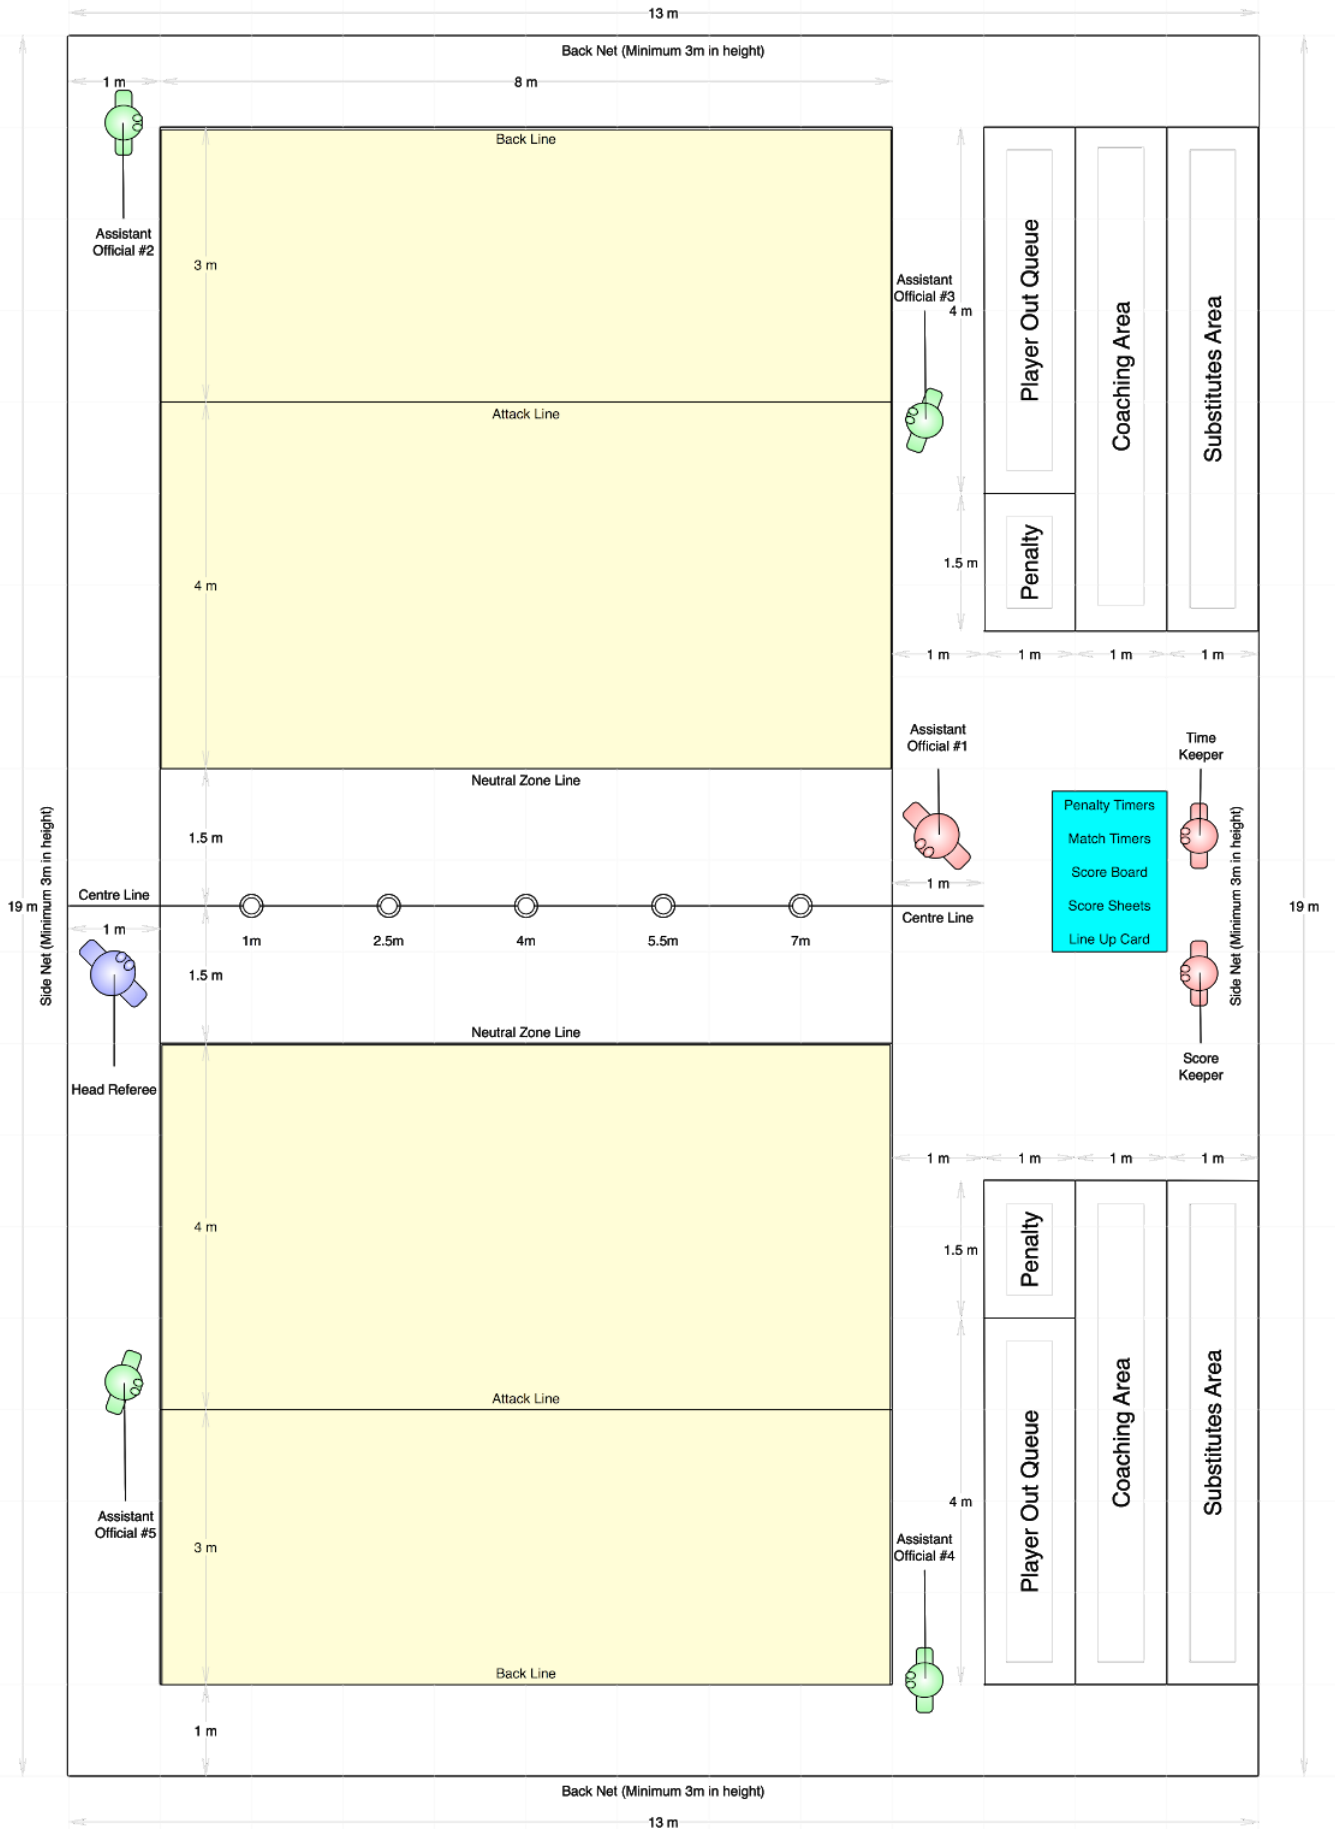 13 m
Back Net (Minimum 3m in height)
1 m
8 m
Back Line
Assistant
Official #2
3 m
Assistant
Official #3
4 m
Player Out Queue
Coaching Area
Substitutes Area
Attack Line
4 m
1.5 m
Penalty
1 m
1 m
1 m
1 m
Assistant
Official #1
Time
Keeper
Neutral Zone Line
1.5 m
Penalty Timers
Match Timers
Score Board
Score Sheets
Line Up Card
Side Net (Minimum 3m in height)
Side Net (Minimum 3m in height)
1 m
Centre Line
19 m
19 m
Centre Line
1 m
1m
2.5m
4m
5.5m
7m
1.5 m
Neutral Zone Line
Head Referee
Score
Keeper
1 m
1 m
1 m
1 m
4 m
1.5 m
Penalty
Attack Line
Coaching Area
Substitutes Area
Player Out Queue
4 m
Assistant
Official #5
3 m
Assistant
Official #4
Back Line
1 m
Back Net (Minimum 3m in height)
13 m